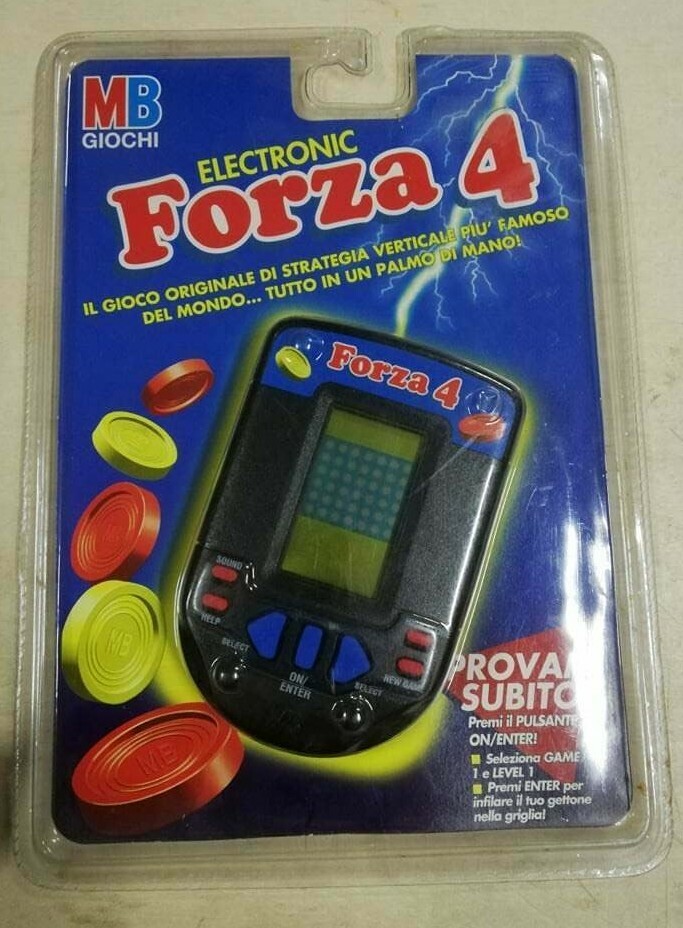 MB
GIOCHI
ELECTRONIC
Forza 4
IL GIOCO ORIGINALE DI STRATEGIA VERTICALE PIU' FAMOSO
DEL MONDO... TUTTO IN UN PALMO DI MANO!
Forza 4
SOUND
HELP
SELECT
ON/
ENTER
SELECT
NEW GAME
MB
MB
SUBITO
Premi il PULSANTE
ON/ENTER!
Seleziona GAME
1 e LEVEL 1
Premi ENTER per
infilare il tuo gettone
nella griglia!